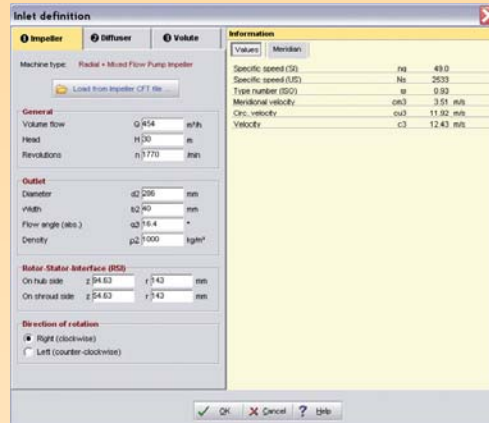 Inlet definition
1 Impeller 2 Diffuser 3 Volute
Machine type: Radial + Mixed Flow Pump Impeller
Load from Impeller CFT file ...
General
Volume flow Q 454 m³/h
Head H 30 m
Revolutions n 1770 /min
Outlet
Diameter d2 286 mm
Width b2 40 mm
Flow angle (abs.) α3 16.4 °
Density ρ2 1000 kg/m³
Rotor-Stator-Interface (RSI)
On hub side z 94.63 r 143 mm
On shroud side z 54.63 r 143 mm
Direction of rotation
Right (clockwise)
Left (counter-clockwise)
Information
Values Meridian
Specific speed (SI) nq 49.0
Specific speed (US) Ns 2533
Type number (ISO) ω 0.93
Meridional velocity cm3 3.51 m/s
Circ. velocity cu3 11.92 m/s
Velocity c3 12.43 m/s
OK Cancel ? Help